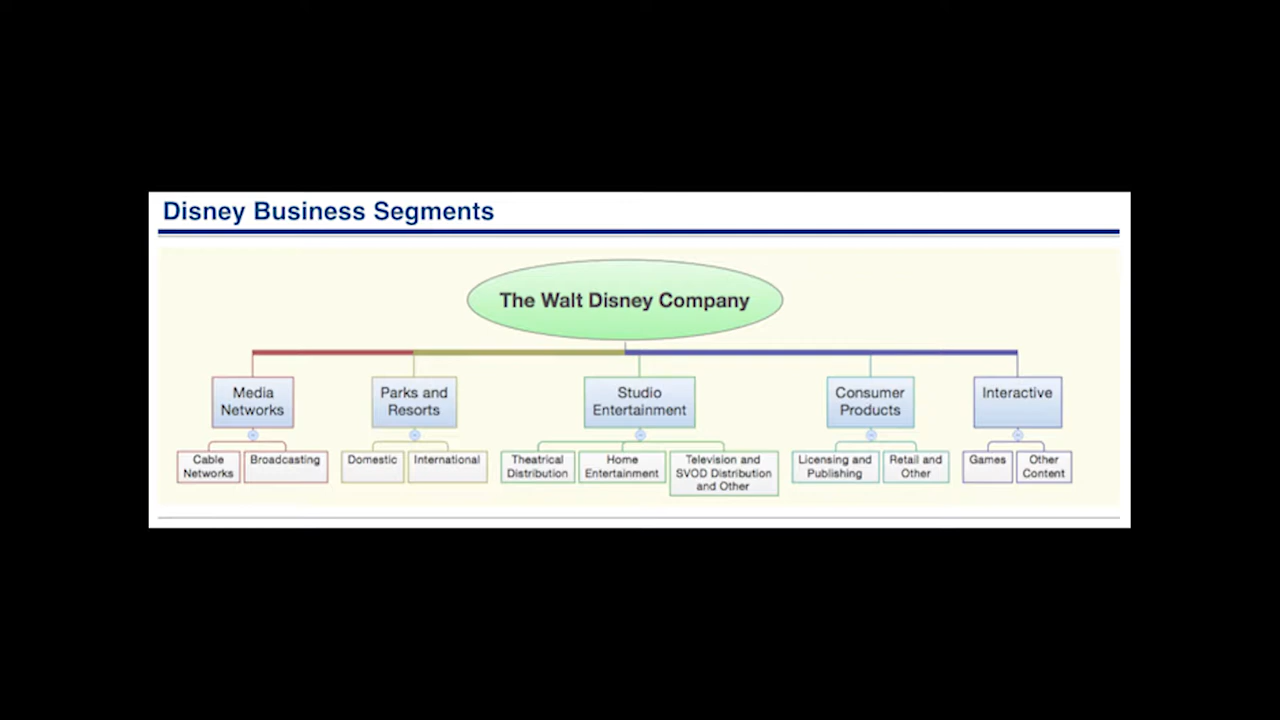 Disney Business Segments
The Walt Disney Company
Media
Networks
Parks and
Resorts
Studio
Entertainment
Consumer
Products
Interactive
Cable
Networks
Broadcasting
Domestic
International
Theatrical
Distribution
Home
Entertainment
Television and
SVOD Distribution
and Other
Licensing and
Publishing
Retail and
Other
Games
Other
Content